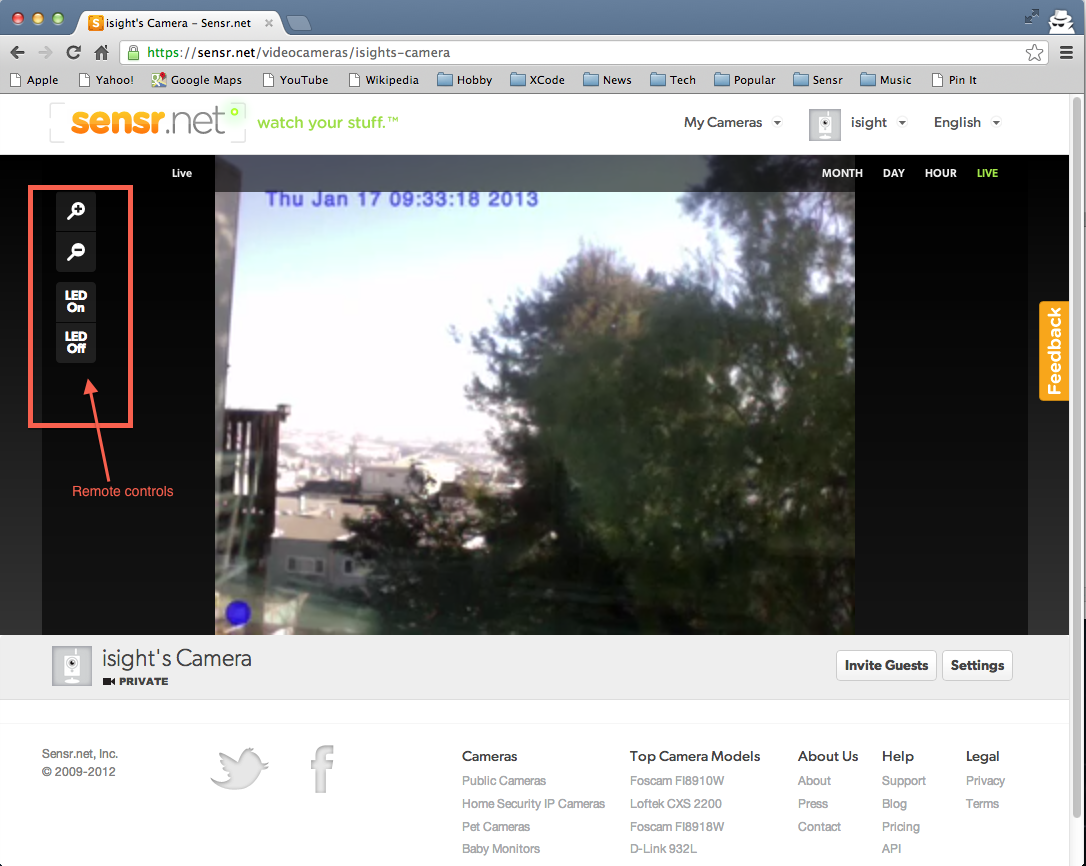 isight's Camera – Sensr.net
https://sensr.net/videocameras/isights-camera
Apple Yahoo! Google Maps YouTube Wikipedia Hobby XCode News Tech Popular Sensr Music Pin It
sensr.net watch your stuff.™ My Cameras isight English
Live MONTH DAY HOUR LIVE
Thu Jan 17 09:33:18 2013
LED
On
LED
Off
Remote controls
Feedback
isight's Camera
PRIVATE
Invite Guests Settings
Sensr.net, Inc.
© 2009-2012
Cameras
Public Cameras
Home Security IP Cameras
Pet Cameras
Baby Monitors
Top Camera Models
Foscam FI8910W
Loftek CXS 2200
Foscam FI8918W
D-Link 932L
About Us
About
Press
Contact
Help
Support
Blog
Pricing
API
Legal
Privacy
Terms